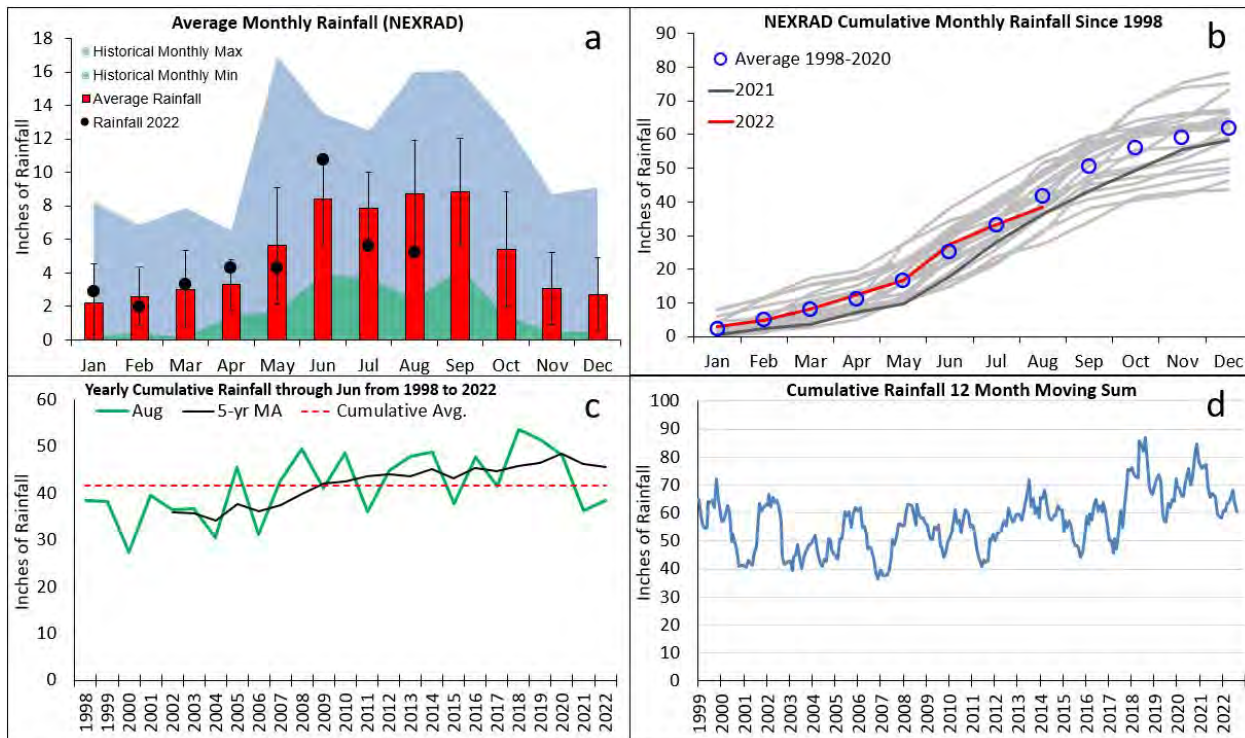 Average Monthly Rainfall (NEXRAD)
a
Inches of Rainfall
18
16
14
12
10
8
6
4
2
0
Historical Monthly Max
Historical Monthly Min
Average Rainfall
Rainfall 2022
Jan Feb Mar Apr May Jun Jul Aug Sep Oct Nov Dec
NEXRAD Cumulative Monthly Rainfall Since 1998
b
Inches of Rainfall
90
80
70
60
50
40
30
20
10
0
Average 1998-2020
2021
2022
Jan Feb Mar Apr May Jun Jul Aug Sep Oct Nov Dec
Yearly Cumulative Rainfall through Jun from 1998 to 2022
c
Aug 5-yr MA Cumulative Avg.
Inches of Rainfall
60
50
40
30
20
10
0
1998 1999 2000 2001 2002 2003 2004 2005 2006 2007 2008 2009 2010 2011 2012 2013 2014 2015 2016 2017 2018 2019 2020 2021 2022
Cumulative Rainfall 12 Month Moving Sum
d
Inches of Rainfall
100
90
80
70
60
50
40
30
20
10
0
1999 2000 2001 2002 2003 2004 2005 2006 2007 2008 2009 2010 2011 2012 2013 2014 2015 2016 2017 2018 2019 2020 2021 2022